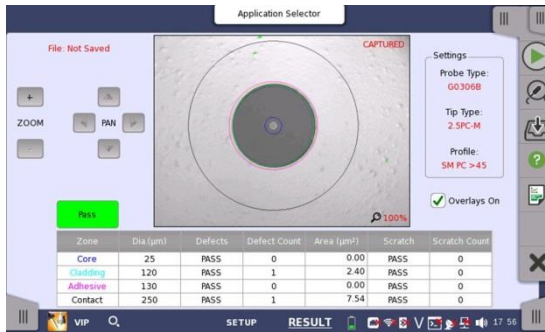 Application Selector
File: Not Saved
CAPTURED
Settings
Probe Type:
G0306B
Tip Type:
2.5PC-M
Profile:
SM PC >45
+
ZOOM
PAN
-
Overlays On
100%
Pass
Zone Dia.(µm) Defects Defect Count Area (µm²) Scratch Scratch Count
Core 25 PASS 0 0.00 PASS 0
Cladding 120 PASS 1 2.40 PASS 0
Adhesive 130 PASS 0 0.00 PASS 0
Contact 250 PASS 1 7.54 PASS 0
VIP SETUP RESULT V 17 56